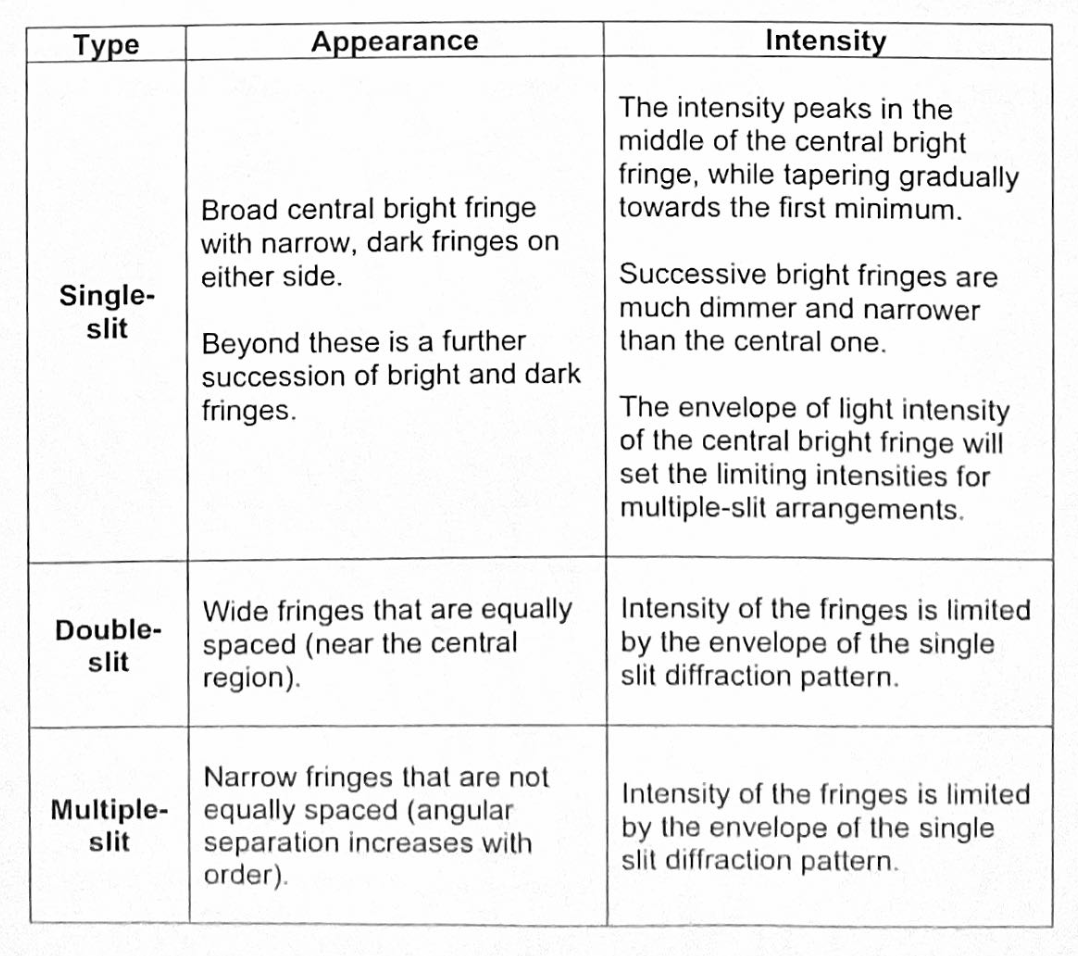 Type Appearance Intensity
Single-
slit
Broad central bright fringe
with narrow, dark fringes on
either side.
Beyond these is a further
succession of bright and dark
fringes.
The intensity peaks in the
middle of the central bright
fringe, while tapering gradually
towards the first minimum.
Successive bright fringes are
much dimmer and narrower
than the central one.
The envelope of light intensity
of the central bright fringe will
set the limiting intensities for
multiple-slit arrangements.
Double-
slit
Wide fringes that are equally
spaced (near the central
region).
Intensity of the fringes is limited
by the envelope of the single
slit diffraction pattern.
Multiple-
slit
Narrow fringes that are not
equally spaced (angular
separation increases with
order).
Intensity of the fringes is limited
by the envelope of the single
slit diffraction pattern.